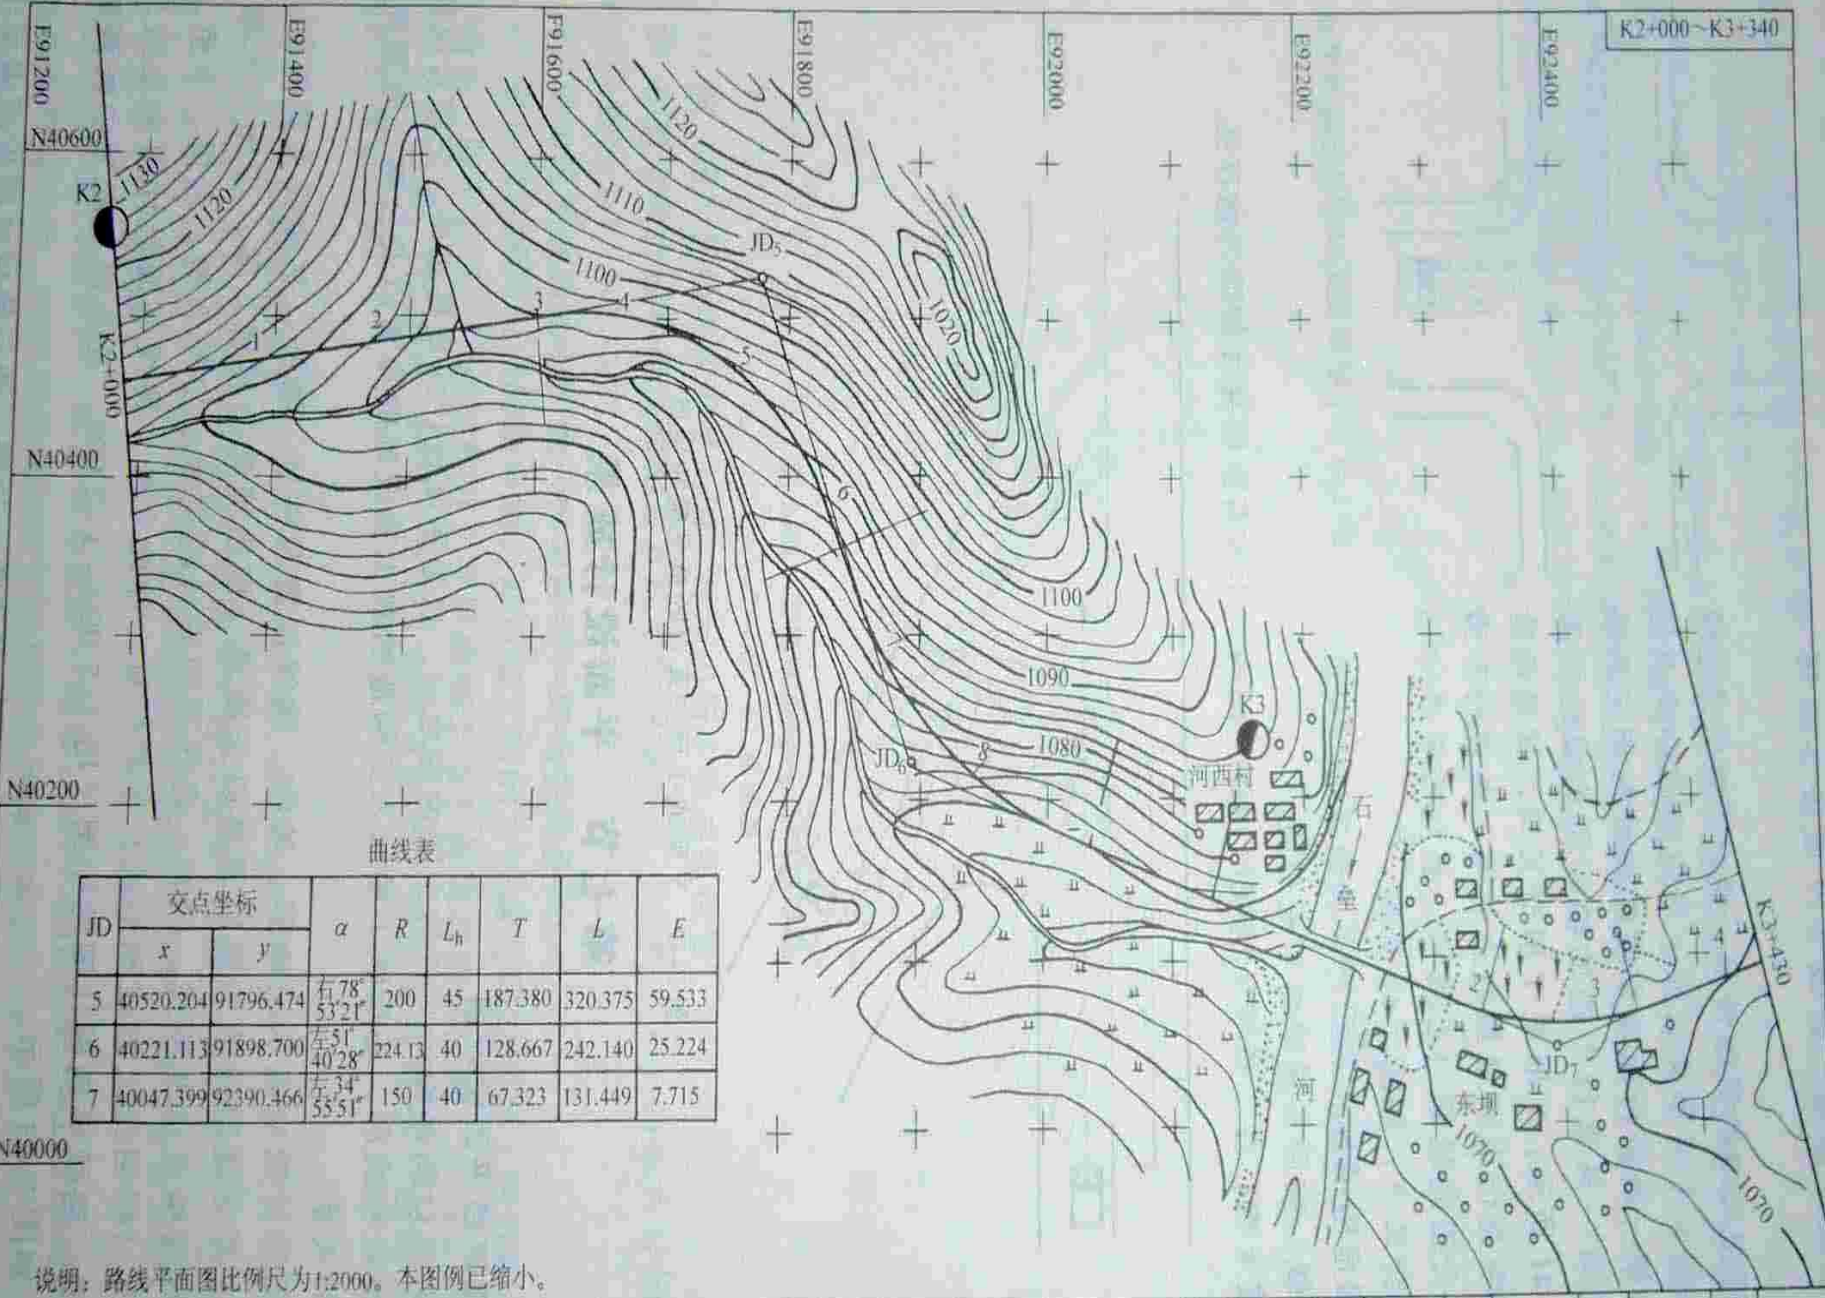 K2+000~K3+340
E91200
E91400
E91600
E91800
E92000
E92200
E92400
N40600
K2
1130
1120
1120
1110
JD₅
1100
1020
1
2
3
4
5
K2+000
N40400
6
1100
7
1090
K3
JD₆
8
1080
河西村
石
垒
河
N40200
曲线表
JD 交点坐标 α R Lh T L E
x y
5 40520.204 91796.474 右78°53′21″ 200 45 187.380 320.375 59.533
6 40221.113 91898.700 左51°40′28″ 224.13 40 128.667 242.140 25.224
7 40047.399 92390.466 左34°55′51″ 150 40 67.323 131.449 7.715
1
2
3
4
K3+430
JD₇
东坝
1070
1070
N40000
说明：路线平面图比例尺为1:2000。本图例已缩小。